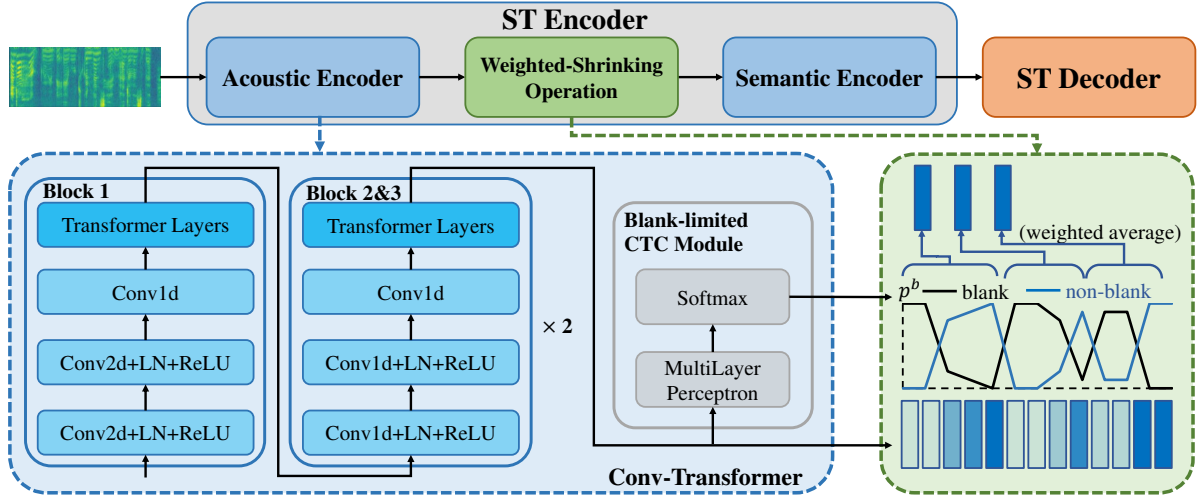 ST Encoder
Acoustic Encoder
Weighted-Shrinking
Operation
Semantic Encoder
ST Decoder
Block 1
Transformer Layers
Conv1d
Conv2d+LN+ReLU
Conv2d+LN+ReLU
Block 2&3
Transformer Layers
Conv1d
Conv1d+LN+ReLU
Conv1d+LN+ReLU
× 2
Blank-limited
CTC Module
Softmax
MultiLayer
Perceptron
Conv-Transformer
(weighted average)
p^b blank non-blank